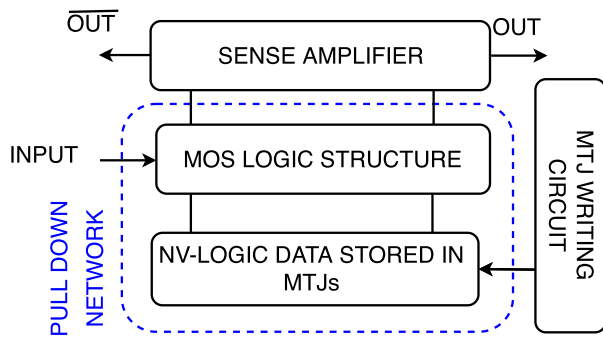 OUT
OUT
SENSE AMPLIFIER
INPUT
MOS LOGIC STRUCTURE
NV-LOGIC DATA STORED IN
MTJs
MTJ WRITING
CIRCUIT
PULL DOWN
NETWORK